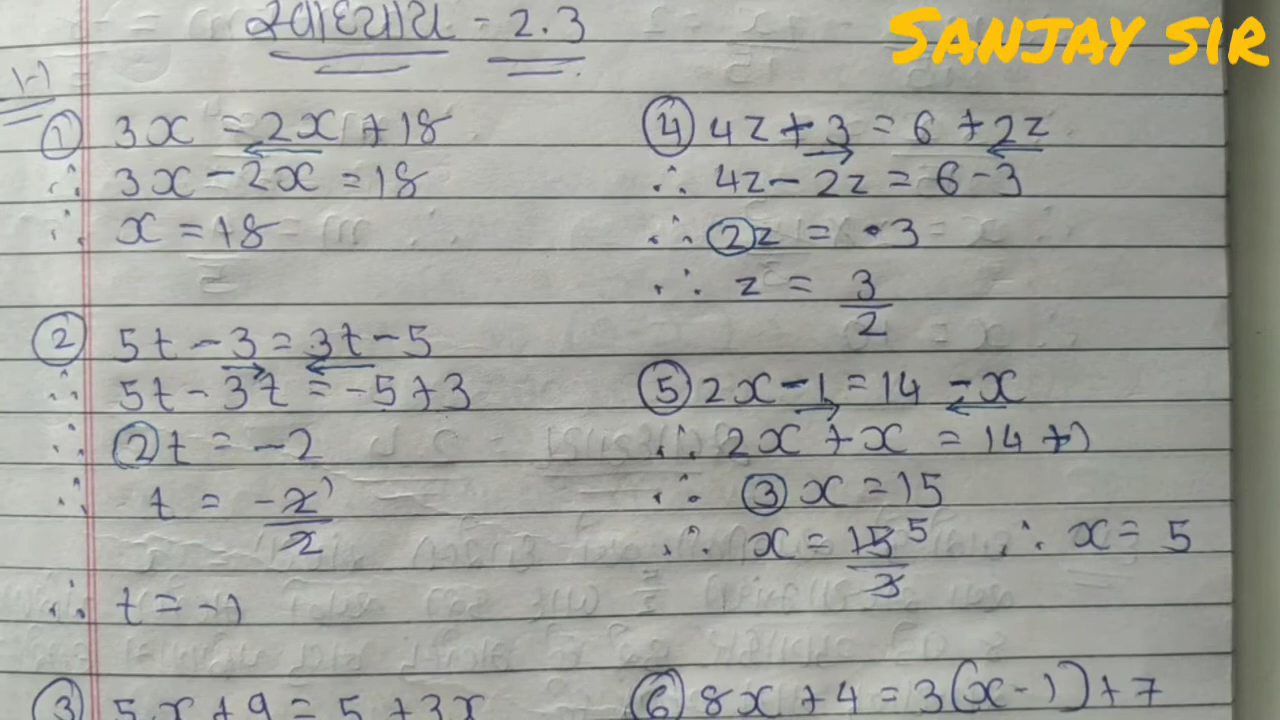 સ્વાધ્યાય = 2.3
SANJAY SIR
1-1
① 3x = 2x + 18
∴ 3x - 2x = 18
∴ x = 18
② 5t - 3 = 3t - 5
∴ 5t - 3t = -5 + 3
∴ 2t = -2
∴ t = -2/2
∴ t = -1
③ 5x + 9 = 5 + 3x
④ 4z + 3 = 6 + 2z
∴ 4z - 2z = 6 - 3
∴ 2z = 3
∴ z = 3/2
⑤ 2x - 1 = 14 - x
∴ 2x + x = 14 + 1
∴ 3x = 15
∴ x = 15/3 5 ∴ x = 5
⑥ 8x + 4 = 3(x - 1) + 7